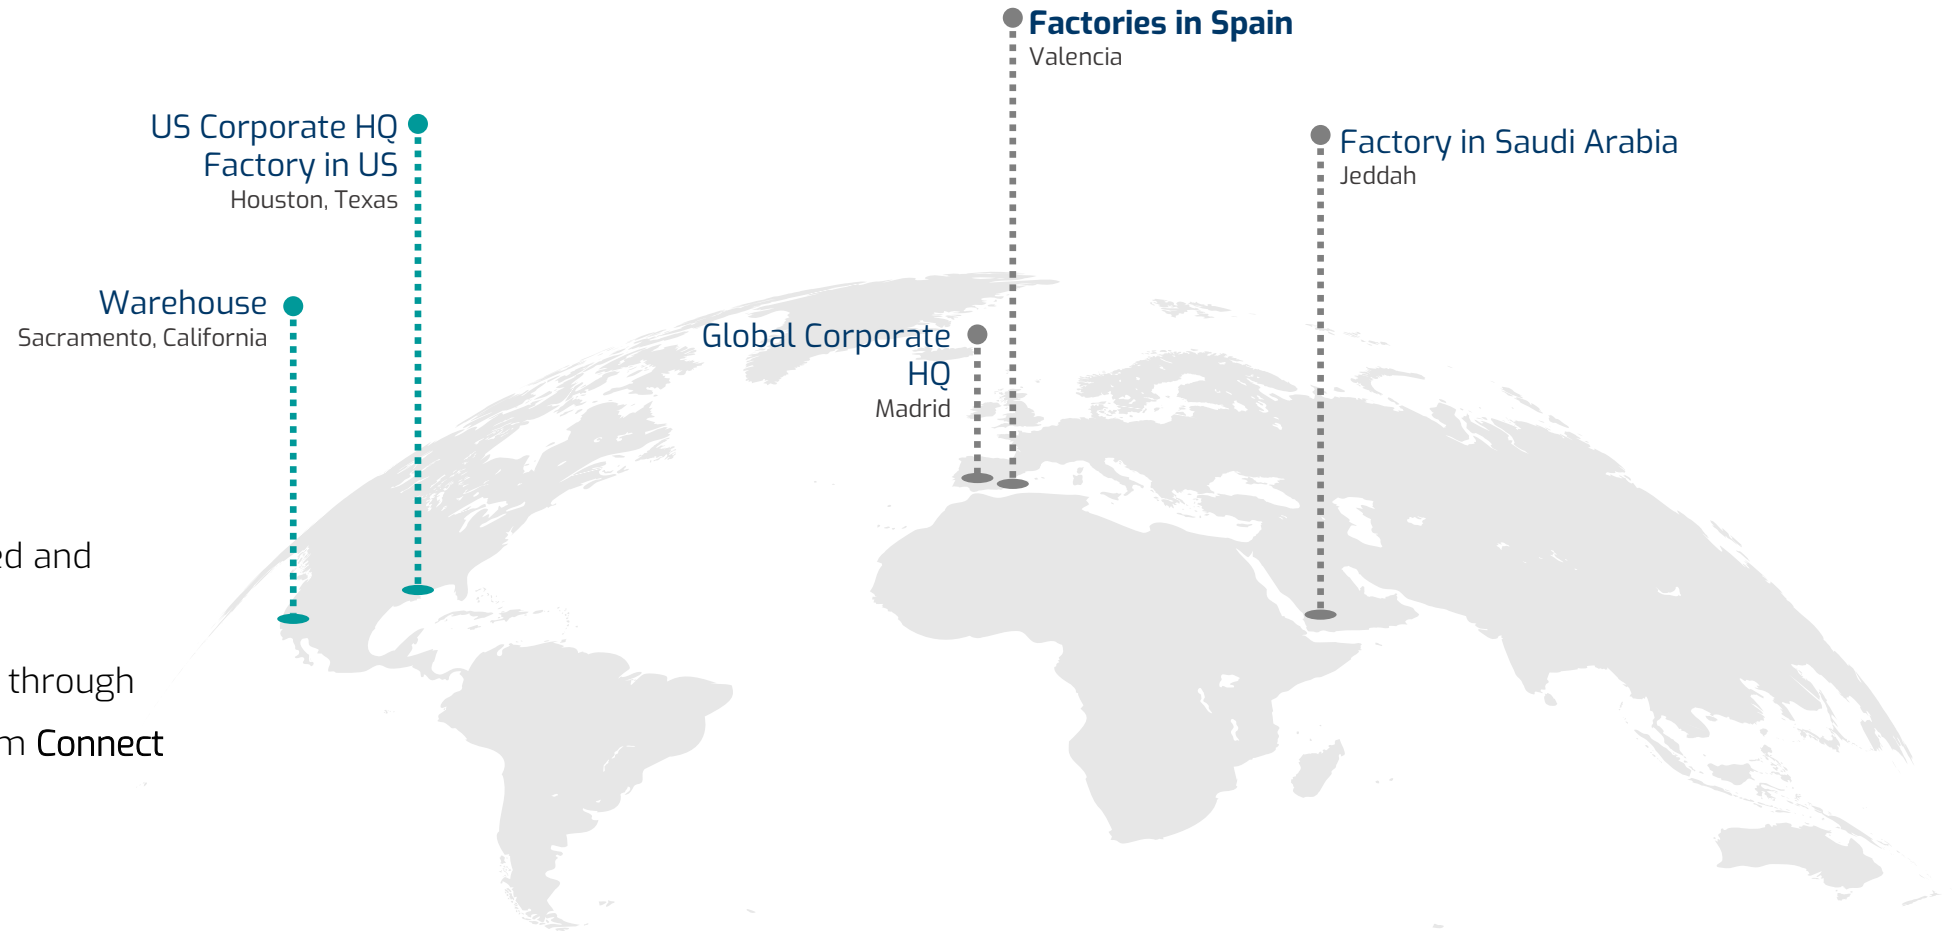 Factories in Spain
Valencia
US Corporate HQ
Factory in US
Houston, Texas
Factory in Saudi Arabia
Jeddah
Warehouse
Sacramento, California
Global Corporate
HQ
Madrid
and
through
Connect